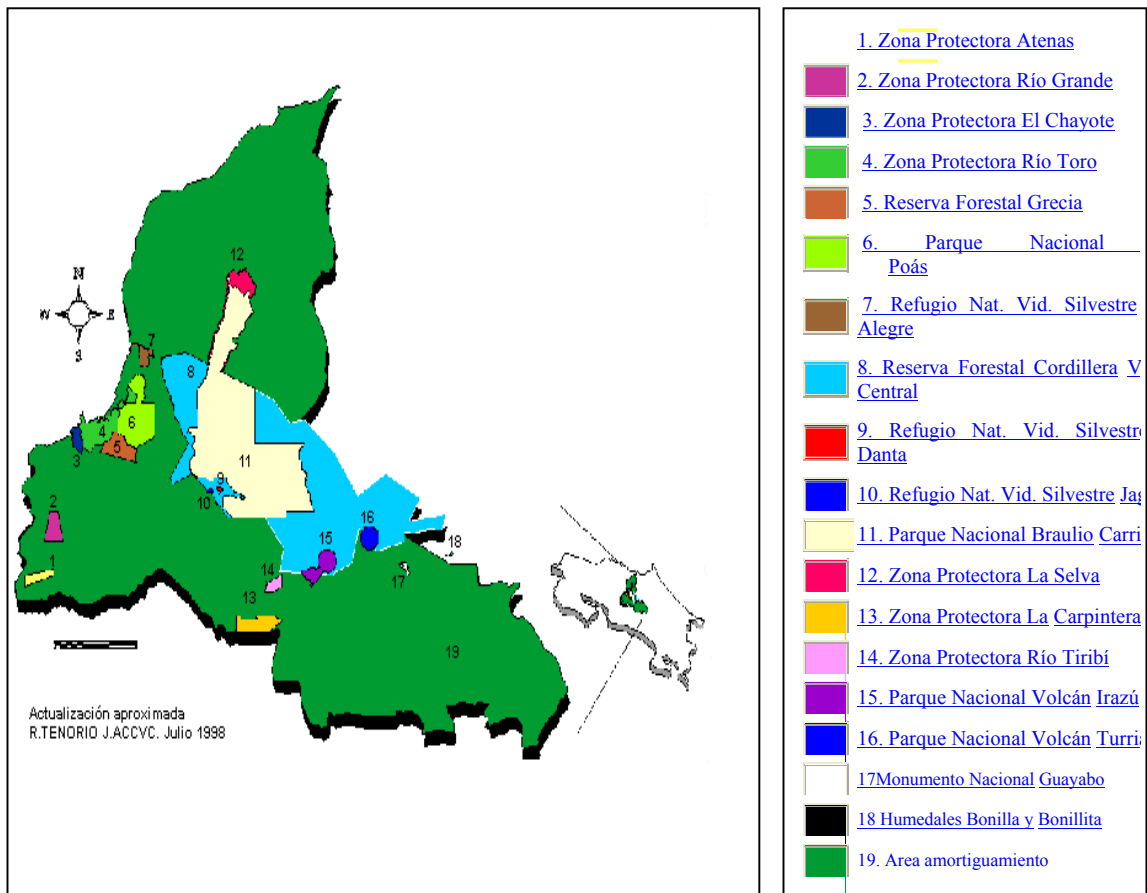 12
N
W
E
S
7
8
6
4
5
3
11
9
10
2
16
15
18
1
14
17
13
19
Actualización aproximada
R.TENORIO J.ACCVC. Julio 1998
1. Zona Protectora Atenas
2. Zona Protectora Río Grande
3. Zona Protectora El Chayote
4. Zona Protectora Río Toro
5. Reserva Forestal Grecia
6. Parque Nacional
Poás
7. Refugio Nat. Vid. Silvestre
Alegre
8. Reserva Forestal Cordillera V
Central
9. Refugio Nat. Vid. Silvestre
Danta
10. Refugio Nat. Vid. Silvestre Jag
11. Parque Nacional Braulio Carri
12. Zona Protectora La Selva
13. Zona Protectora La Carpintera
14. Zona Protectora Río Tiribí
15. Parque Nacional Volcán Irazú
16. Parque Nacional Volcán Turri
17Monumento Nacional Guayabo
18 Humedales Bonilla y Bonillita
19. Area amortiguamiento